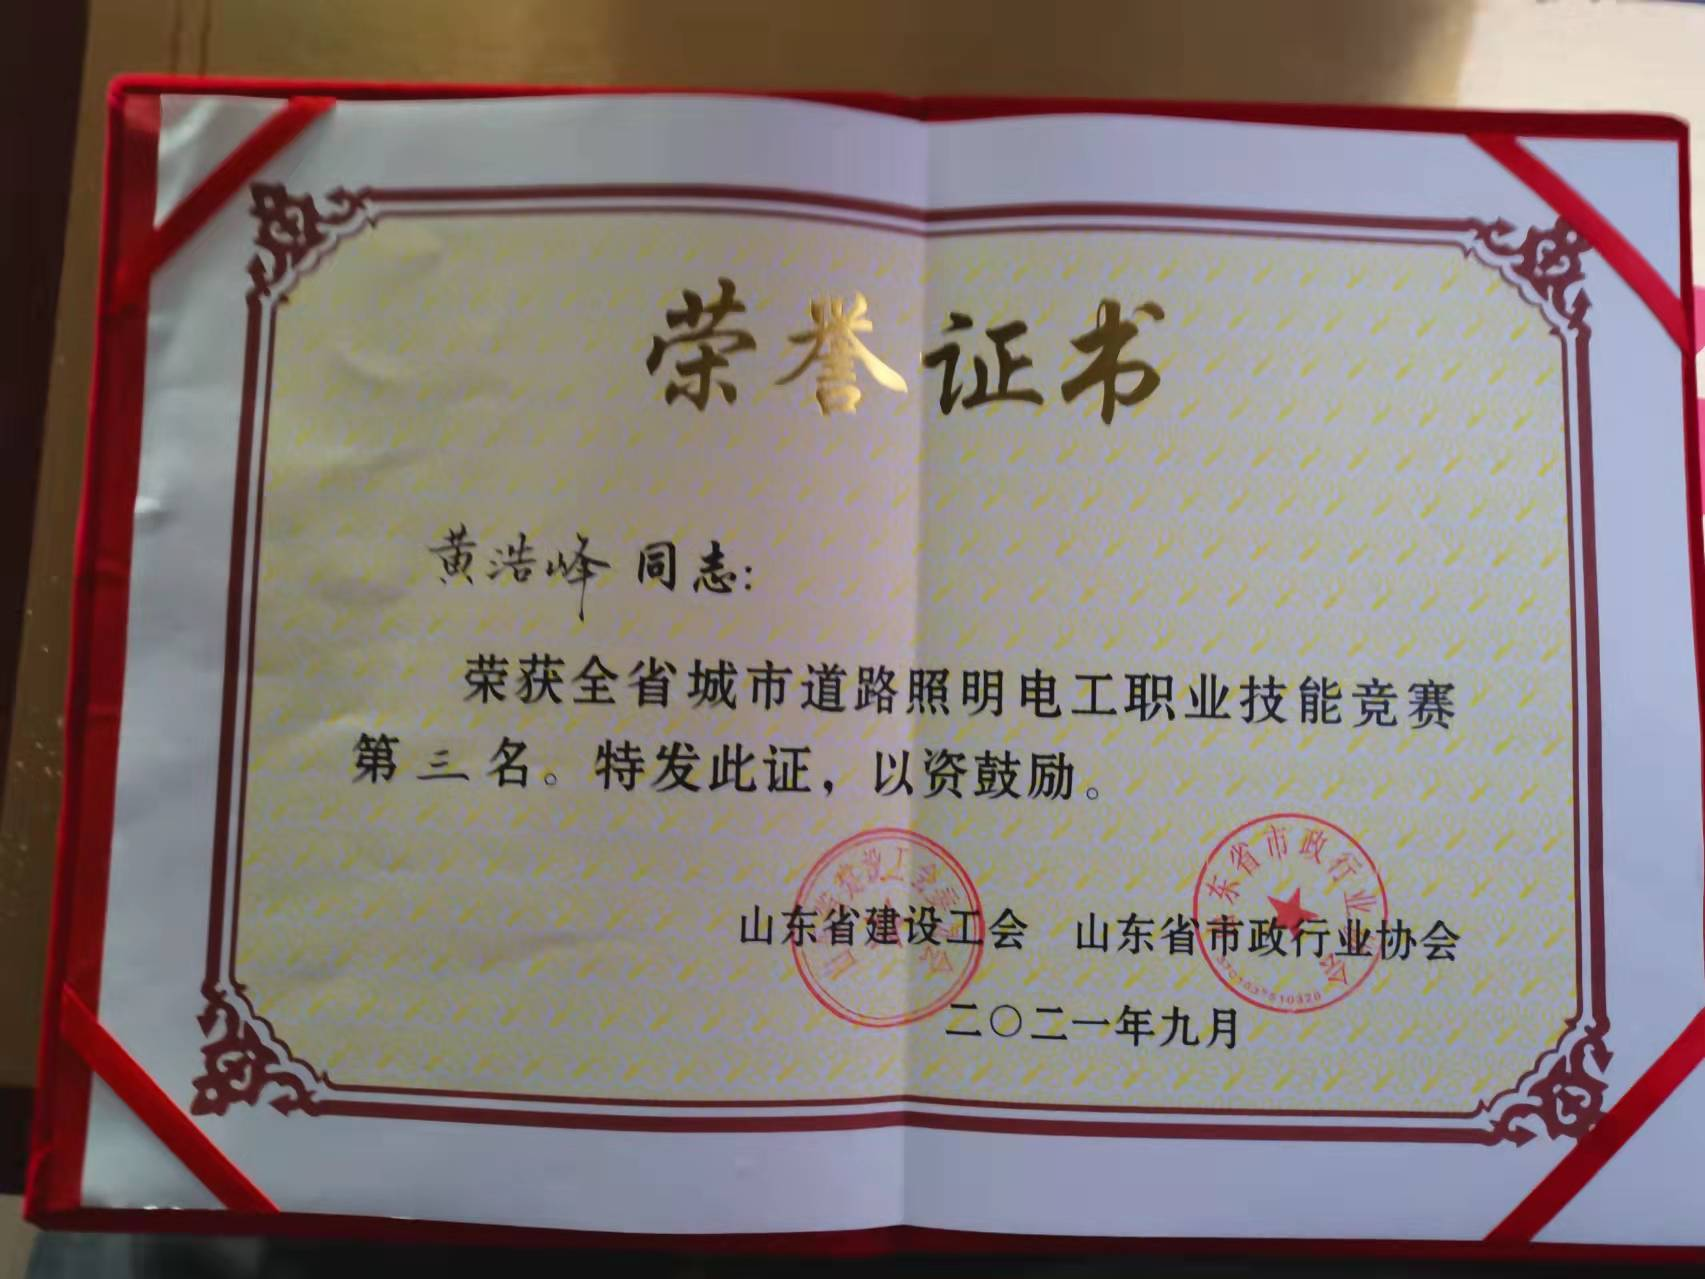 荣誉证书
黄浩峰 同志：
荣获全省城市道路照明电工职业技能竞赛
第三名。特发此证，以资鼓励。
山东省建设工会 山东省市政行业协会
二〇二一年九月